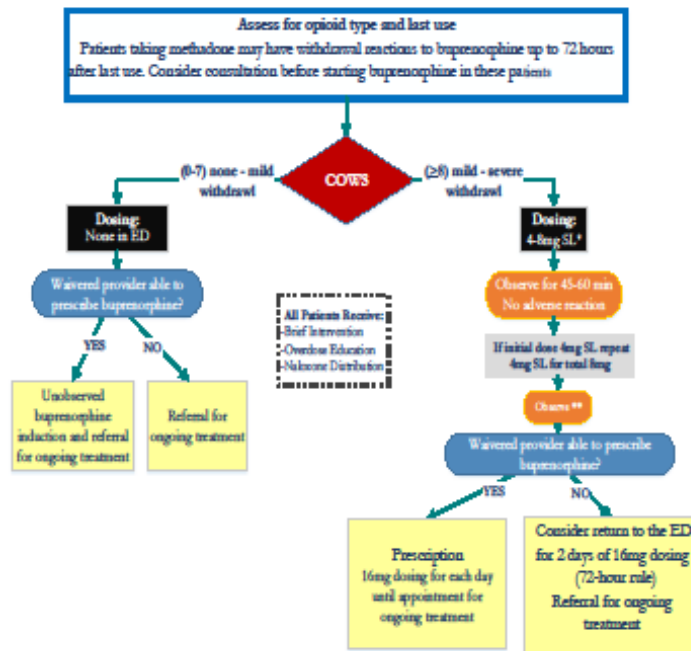 Assess for opioid type and last use
Patients taking methadone may have withdrawal reactions to buprenorphine up to 72 hours
after last use. Consider consultation before starting buprenorphine in these patients
(0-7) none - mild
withdrawl
COWS
(≥8) mild - severe
withdrawl
Dosing:
None in ED
Dosing:
4-8mg SL*
Waivered provider able to
prescribe buprenorphine?
Observe for 45-60 min
No adverse reaction
All Patients Receive:
-Brief Intervention
-Overdose Education
-Naloxone Distribution
YES
NO
If initial dose 4mg SL repeat
4mg SL for total 8mg
Unobserved
buprenorphine
induction and referral
for ongoing treatment
Referral for
ongoing treatment
Observe **
Waivered provider able to prescribe
buprenorphine?
YES
NO
Prescription
16mg dosing for each day
until appointment for
ongoing treatment
Consider return to the ED
for 2 days of 16mg dosing
(72-hour rule)
Referral for ongoing
treatment